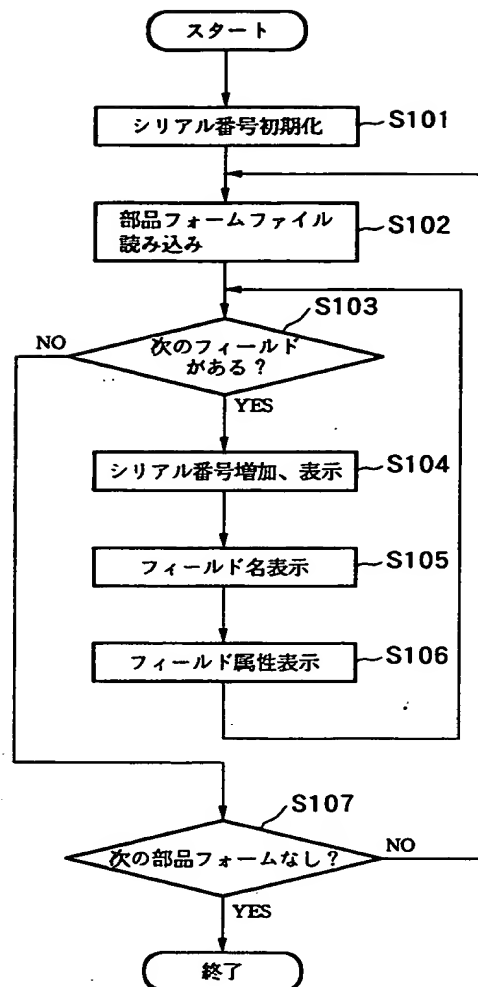 スタート
シリアル番号初期化
S101
部品フォームファイル
読み込み
S102
S103
NO
次のフィールド
がある?
YES
シリアル番号増加、表示
S104
フィールド名表示
S105
フィールド属性表示
S106
S107
次の部品フォームなし?
NO
YES
終了